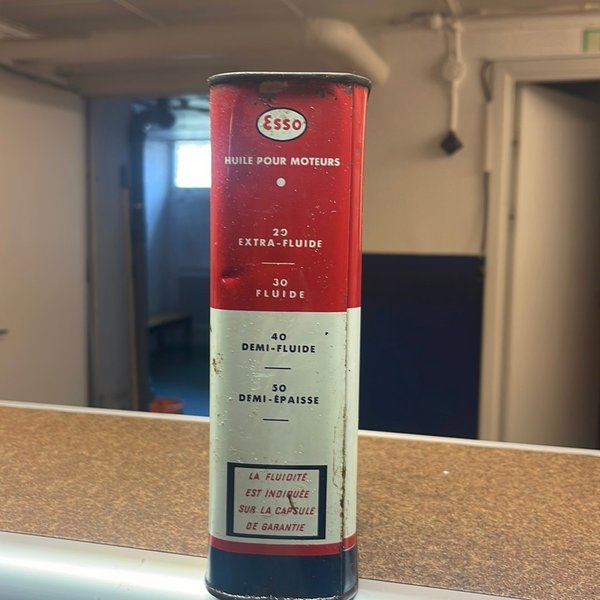 Esso
HUILE POUR MOTEURS
20
EXTRA-FLUIDE
30
FLUIDE
40
DEMI-FLUIDE
50
DEMI-ÉPAISSE
LA FLUIDITÉ
EST INDIQUÉE
SUR LA CAPSULE
DE GARANTIE